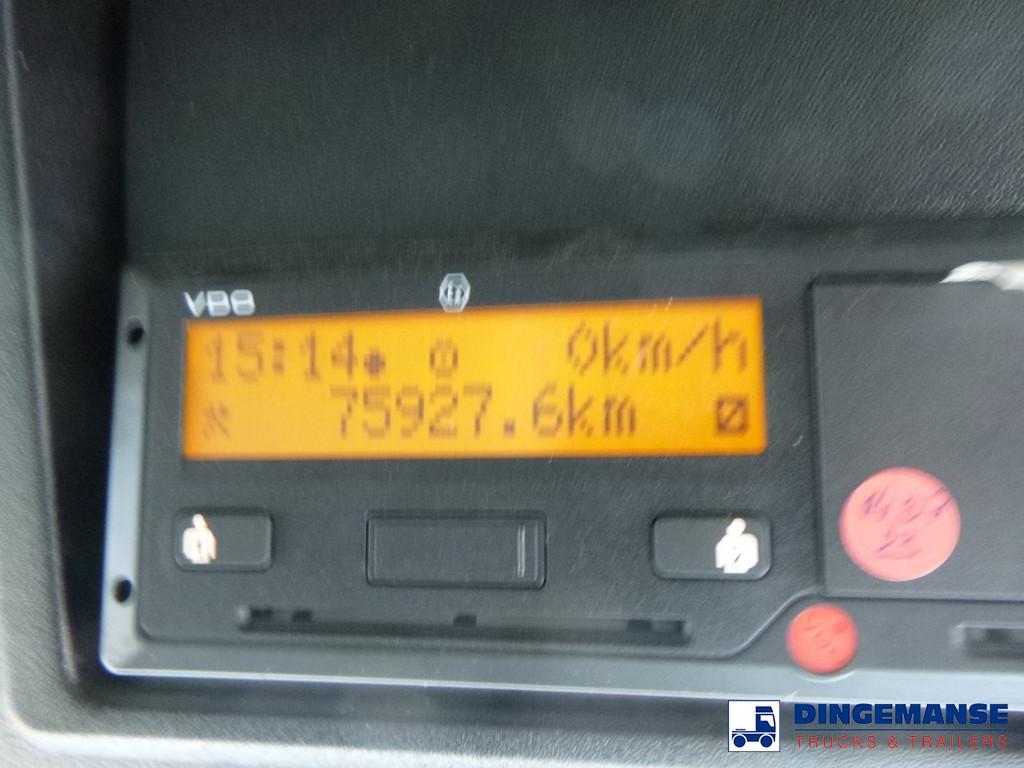 VDO
15:14 0km/h
75927.6km
DINGEMANSE
TRUCKS & TRAILERS